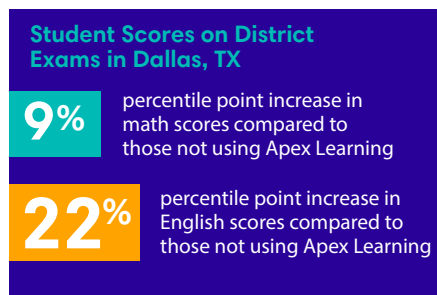 Student Scores on District
Exams in Dallas, TX
9%
percentile point increase in
math scores compared to
those not using Apex Learning
22%
percentile point increase in
English scores compared to
those not using Apex Learning